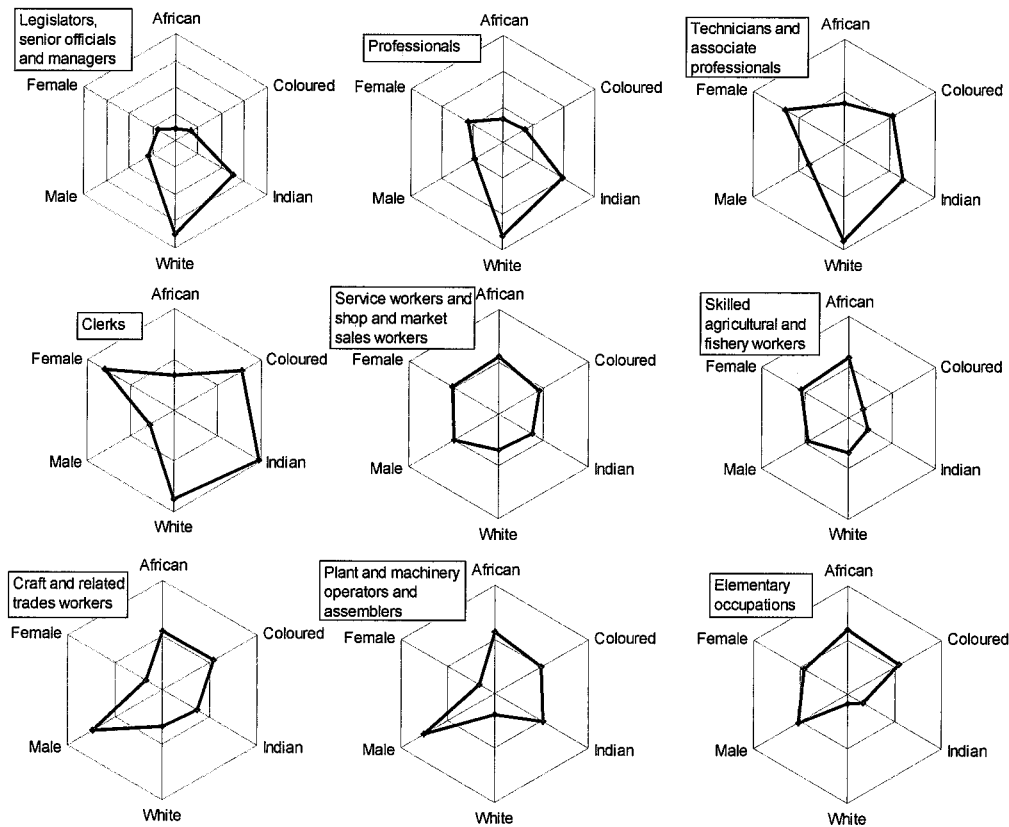 Legislators,
senior officials
and managers
African
Female
Coloured
Male
Indian
White
Professionals
African
Female
Coloured
Male
Indian
White
Technicians and
associate
professionals
African
Female
Coloured
Male
Indian
White
Clerks
African
Female
Coloured
Male
Indian
White
Service workers and
shop and market
sales workers
African
Female
Coloured
Male
Indian
White
Skilled
agricultural and
fishery workers
African
Female
Coloured
Male
Indian
White
Craft and related
trades workers
African
Female
Coloured
Male
Indian
White
Plant and machinery
operators and
assemblers
African
Female
Coloured
Male
Indian
White
Elementary
occupations
African
Female
Coloured
Male
Indian
White